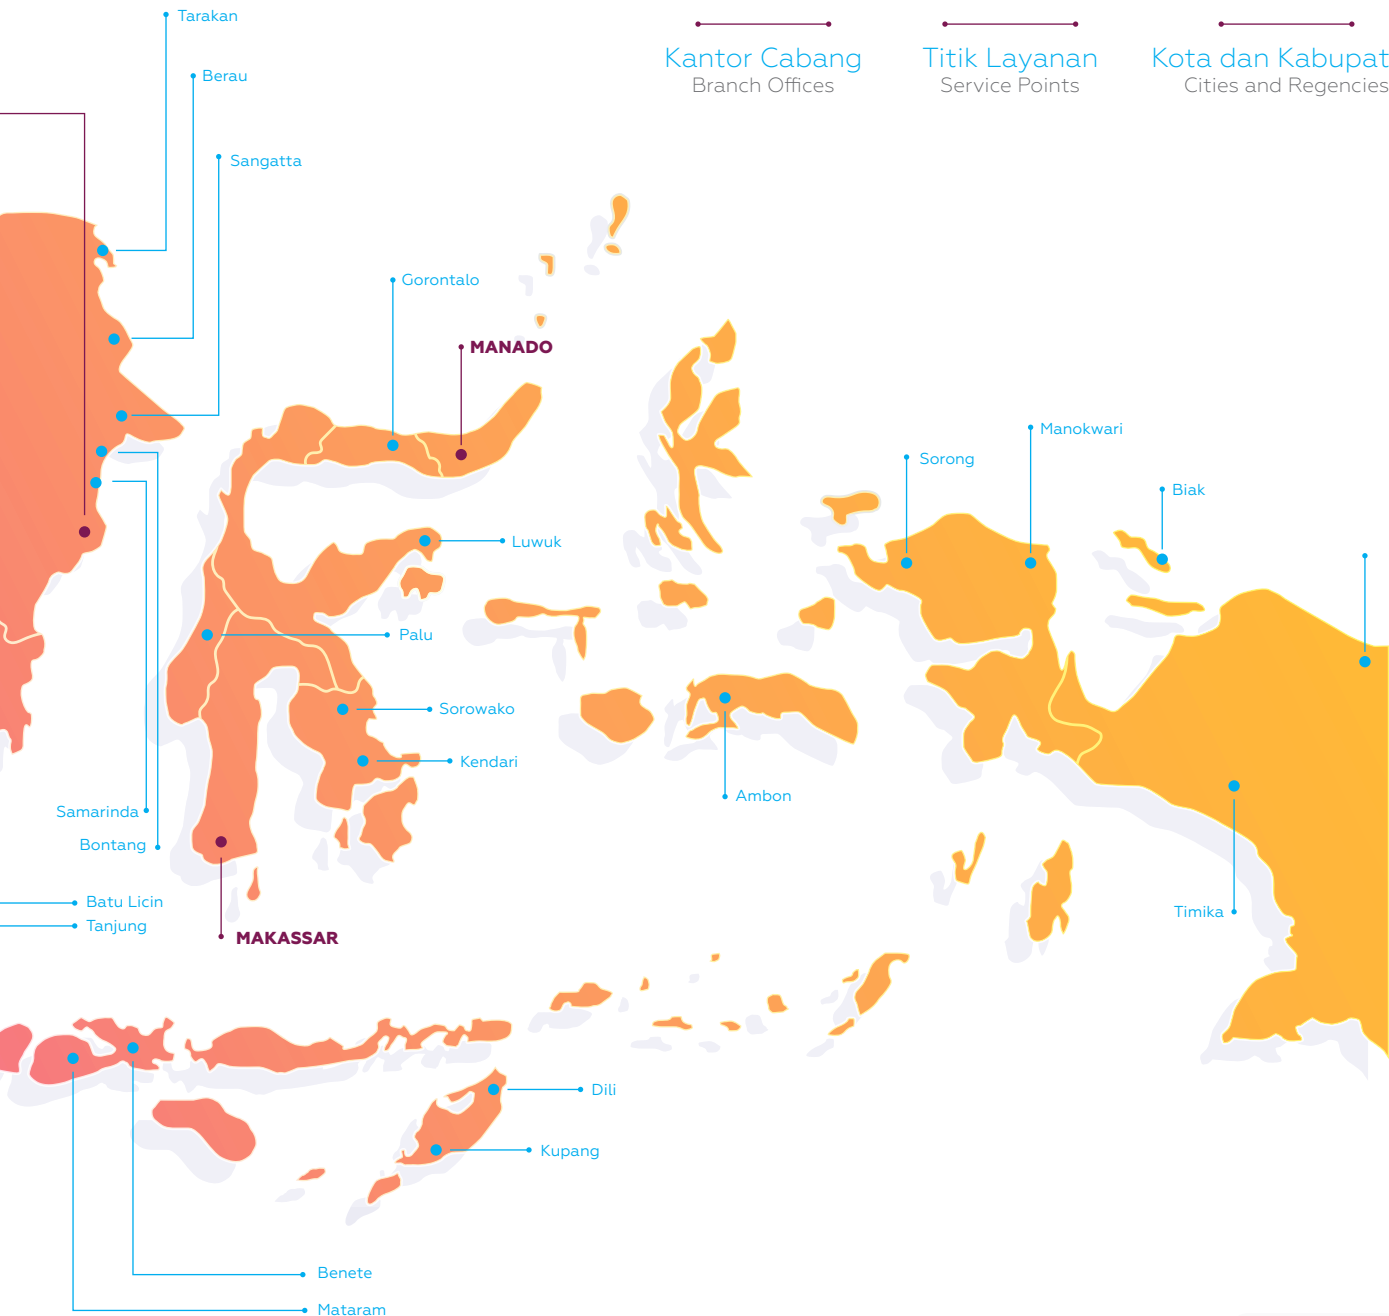 Tarakan
Kantor Cabang
Branch Offices
Titik Layanan
Service Points
Kota dan Kabupat
Cities and Regencies
Berau
Sangatta
Gorontalo
MANADO
Manokwari
Sorong
Biak
Luwuk
Palu
Sorowako
Kendari
Ambon
Samarinda
Bontang
Batu Licin
Tanjung
MAKASSAR
Timika
Dili
Kupang
Benete
Mataram